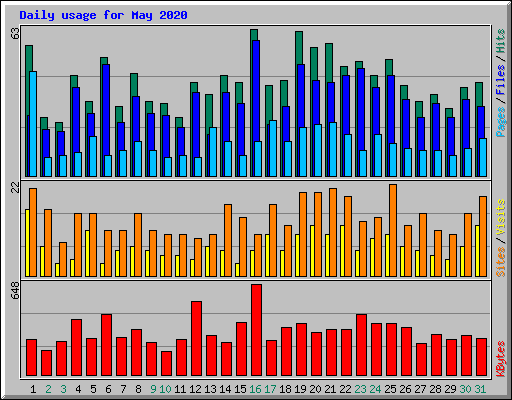 Daily usage for May 2020
63
Pages/Files/Hits
22
Sites/Visits
648
KBytes
1 2 3 4 5 6 7 8 9 10 11 12 13 14 15 16 17 18 19 20 21 22 23 24 25 26 27 28 29 30 31